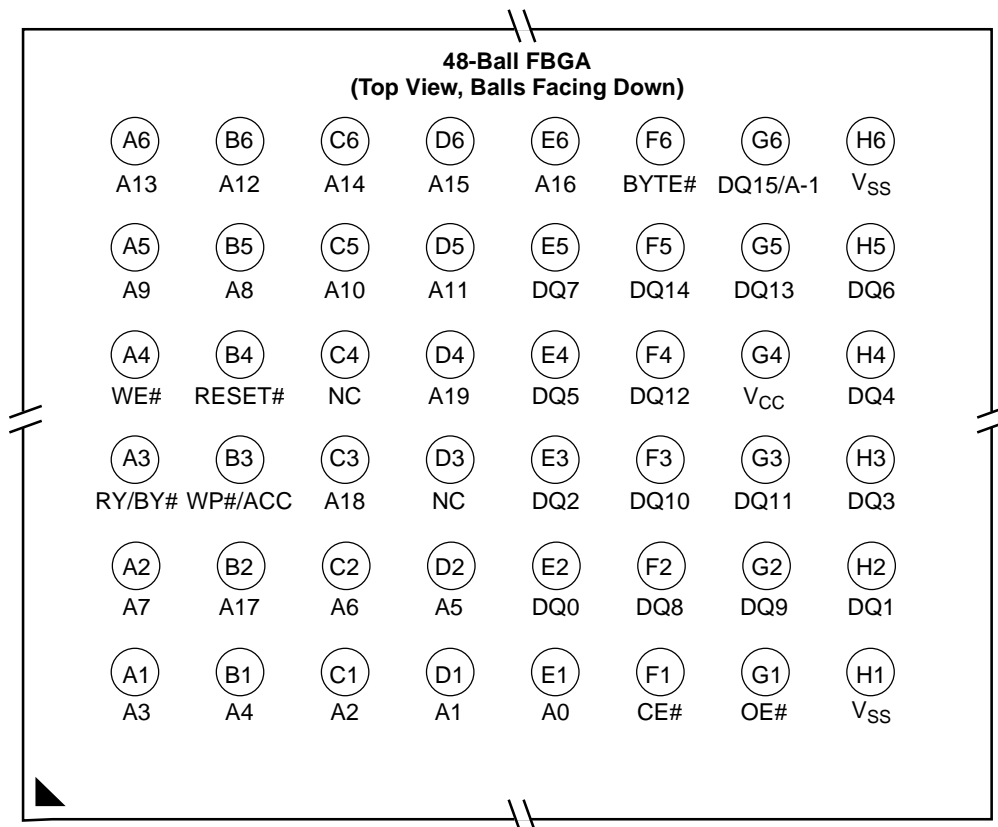 48-Ball FBGA
(Top View, Balls Facing Down)
A6 B6 C6 D6 E6 F6 G6 H6
A13 A12 A14 A15 A16 BYTE# DQ15/A-1 VSS
A5 B5 C5 D5 E5 F5 G5 H5
A9 A8 A10 A11 DQ7 DQ14 DQ13 DQ6
A4 B4 C4 D4 E4 F4 G4 H4
WE# RESET# NC A19 DQ5 DQ12 VCC DQ4
A3 B3 C3 D3 E3 F3 G3 H3
RY/BY# WP#/ACC A18 NC DQ2 DQ10 DQ11 DQ3
A2 B2 C2 D2 E2 F2 G2 H2
A7 A17 A6 A5 DQ0 DQ8 DQ9 DQ1
A1 B1 C1 D1 E1 F1 G1 H1
A3 A4 A2 A1 A0 CE# OE# VSS